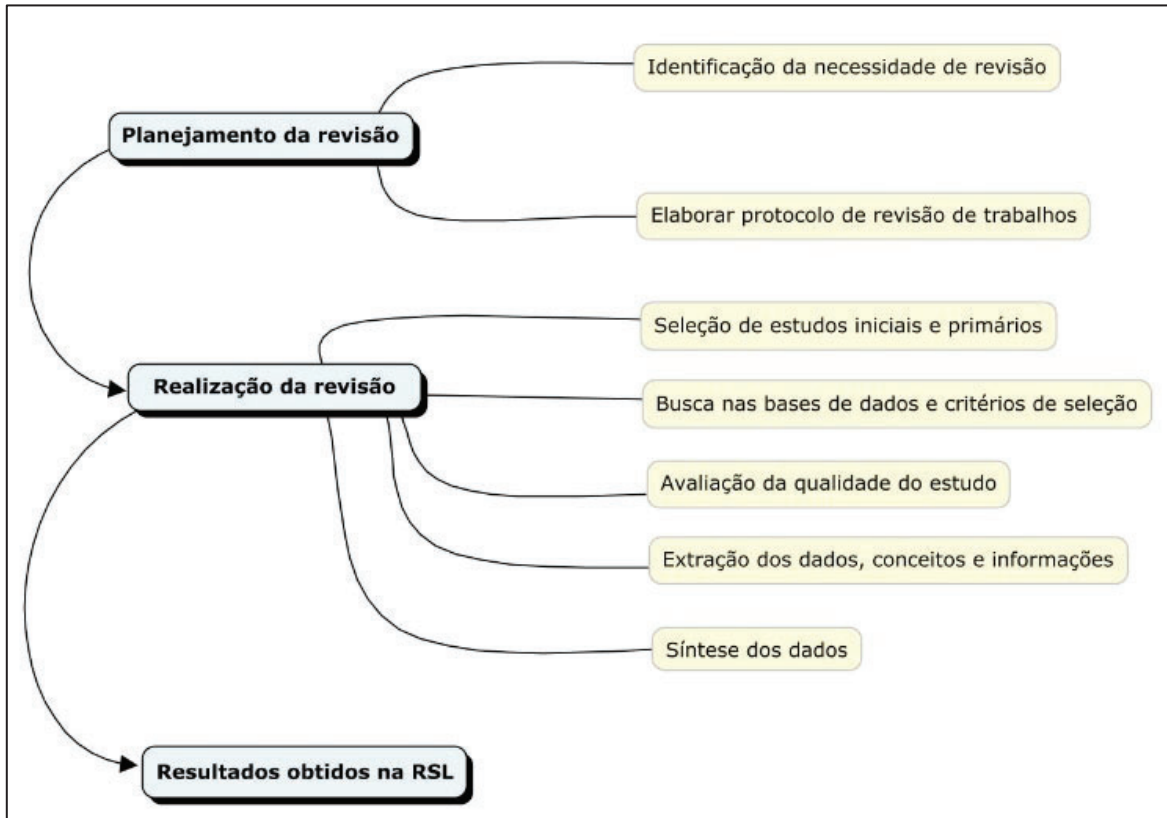 Identificação da necessidade de revisão
Planejamento da revisão
Elaborar protocolo de revisão de trabalhos
Seleção de estudos iniciais e primários
Realização da revisão
Busca nas bases de dados e critérios de seleção
Avaliação da qualidade do estudo
Extração dos dados, conceitos e informações
Síntese dos dados
Resultados obtidos na RSL